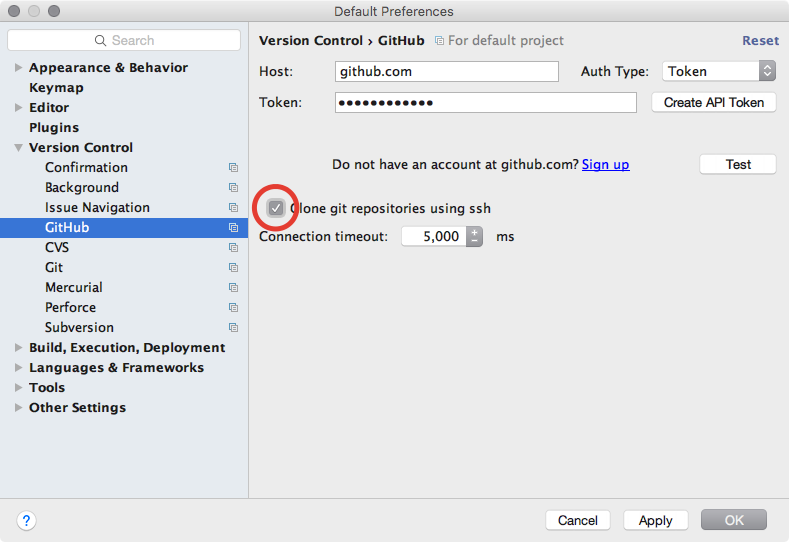 Default Preferences
Search
Appearance & Behavior
Keymap
Editor
Plugins
Version Control
Confirmation
Background
Issue Navigation
GitHub
CVS
Git
Mercurial
Perforce
Subversion
Build, Execution, Deployment
Languages & Frameworks
Tools
Other Settings
Version Control › GitHub For default project Reset
Host: github.com Auth Type: Token
Token: •••••••••••• Create API Token
Do not have an account at github.com? Sign up Test
Clone git repositories using ssh
Connection timeout: 5,000 ms
? Cancel Apply OK